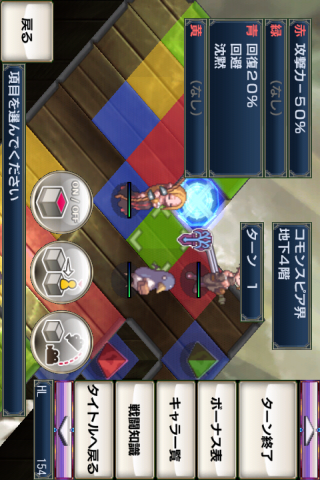 赤 攻撃力－50％
緑 (なし)
青 回復20％
回避
沈黙
黄 (なし)
コモンスピア界
地下4階
ターン 1
戻る
項目を選んでください
ON／OFF
ターン終了
ボーナス表
キャラ一覧
戦闘知識
タイトルへ戻る
HL 154